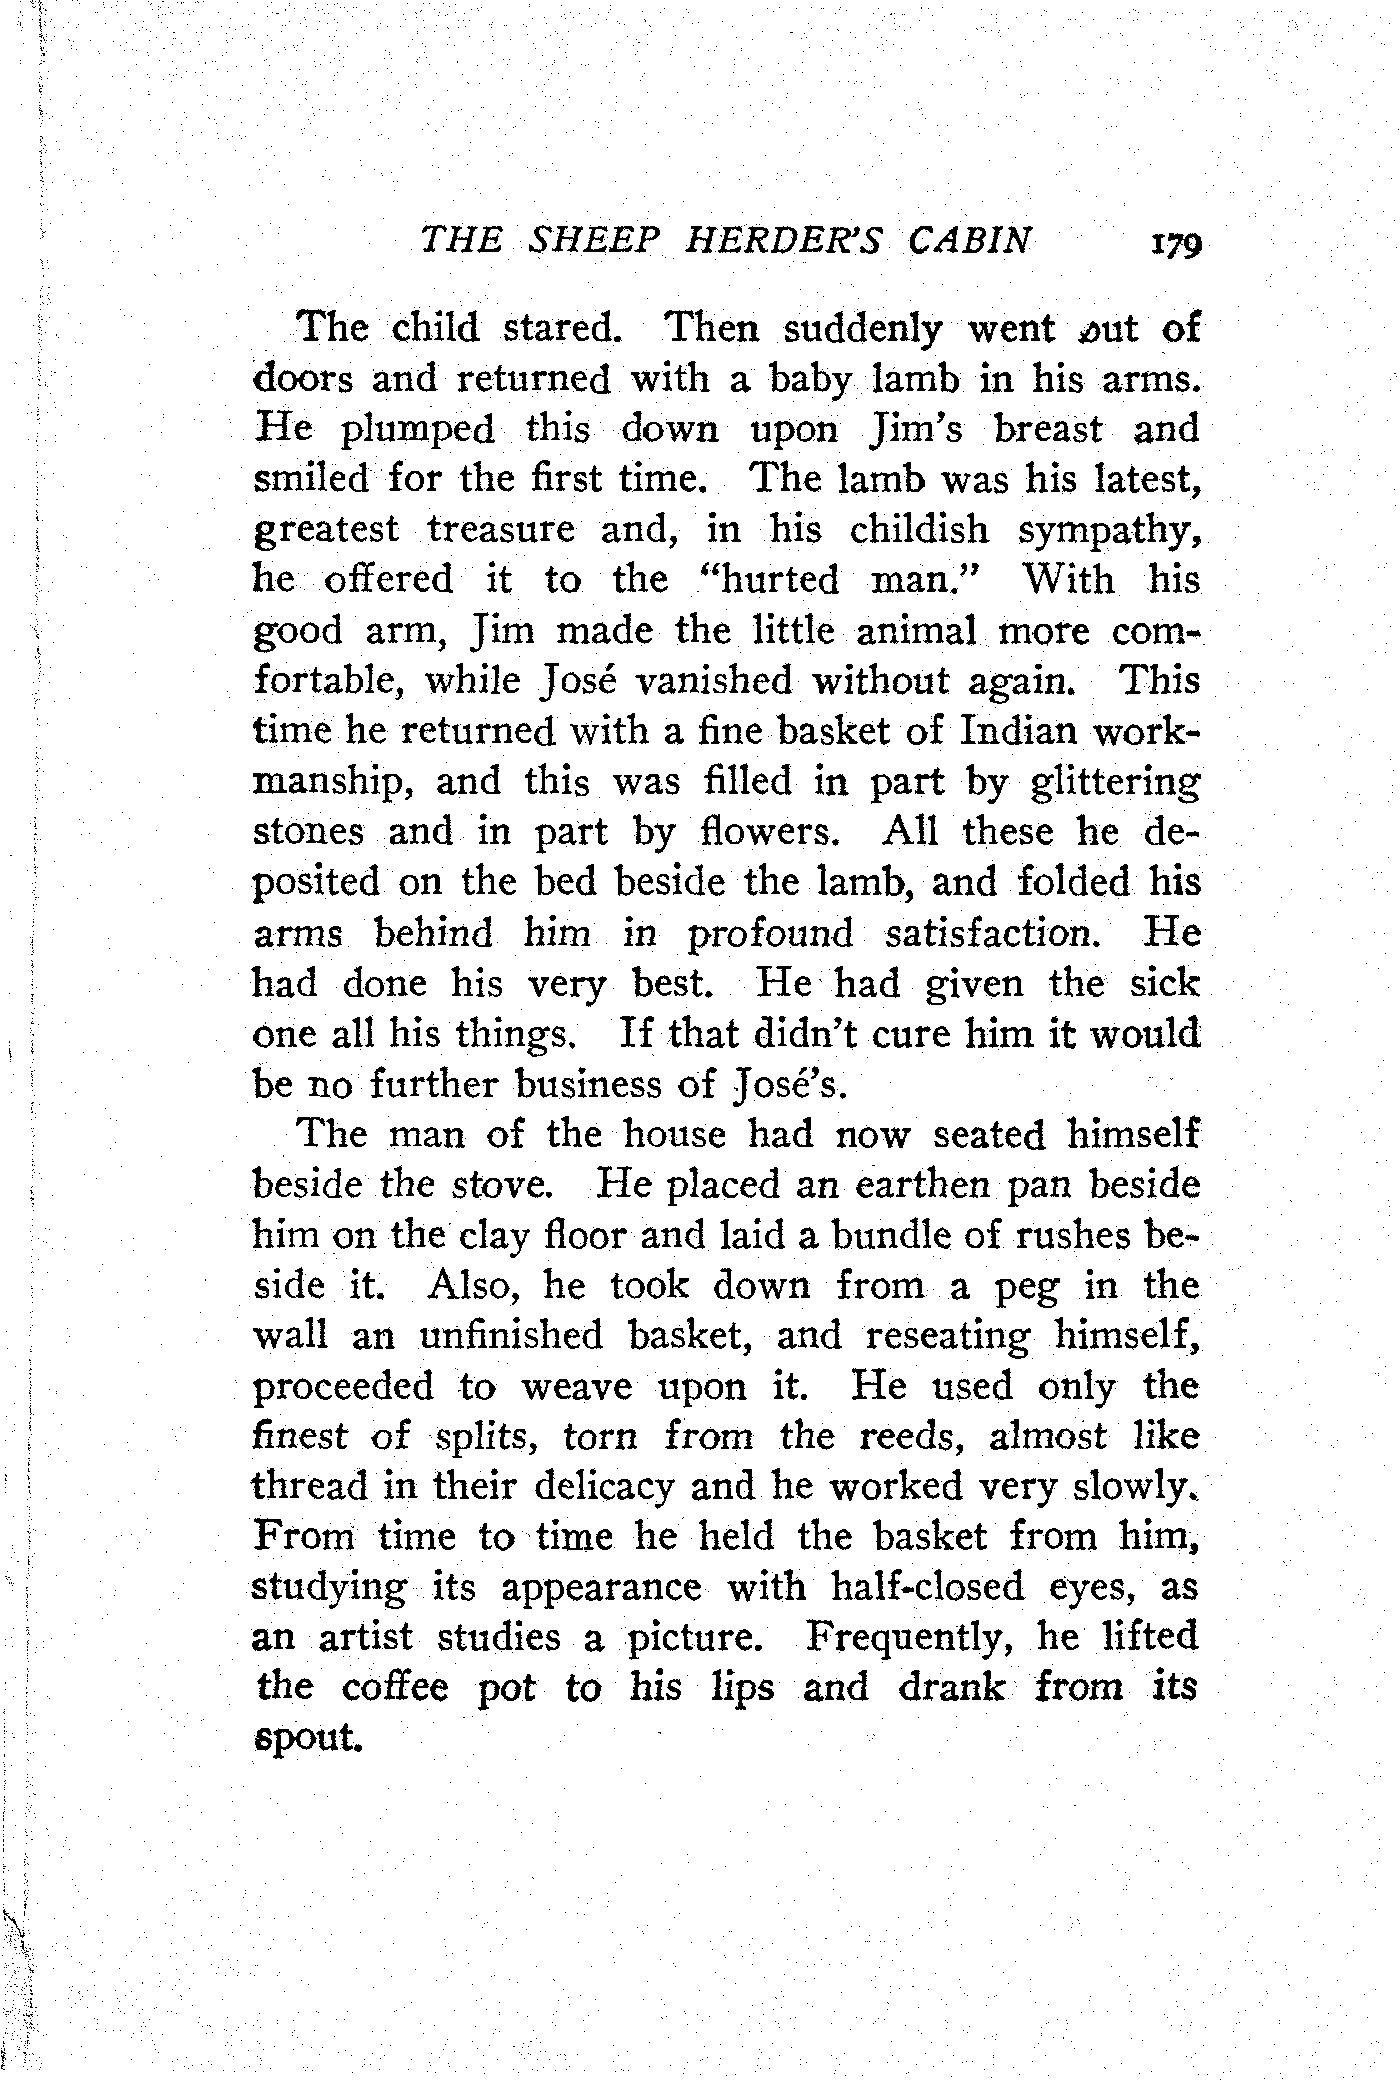 THE SHEEP HERDER'S CABIN 179
The child stared. Then suddenly went out of
doors and returned with a baby lamb in his arms.
He plumped this down upon Jim's breast and
smiled for the first time. The lamb was his latest,
greatest treasure and, in his childish sympathy,
he offered it to the “hurted man.” With his
good arm, Jim made the little animal more com-
fortable, while José vanished without again. This
time he returned with a fine basket of Indian work-
manship, and this was filled in part by glittering
stones and in part by flowers. All these he de-
posited on the bed beside the lamb, and folded his
arms behind him in profound satisfaction. He
had done his very best. He had given the sick
one all his things. If that didn't cure him it would
be no further business of José's.
The man of the house had now seated himself
beside the stove. He placed an earthen pan beside
him on the clay floor and laid a bundle of rushes be-
side it. Also, he took down from a peg in the
wall an unfinished basket, and reseating himself,
proceeded to weave upon it. He used only the
finest of splits, torn from the reeds, almost like
thread in their delicacy and he worked very slowly.
From time to time he held the basket from him,
studying its appearance with half-closed eyes, as
an artist studies a picture. Frequently, he lifted
the coffee pot to his lips and drank from its
spout.